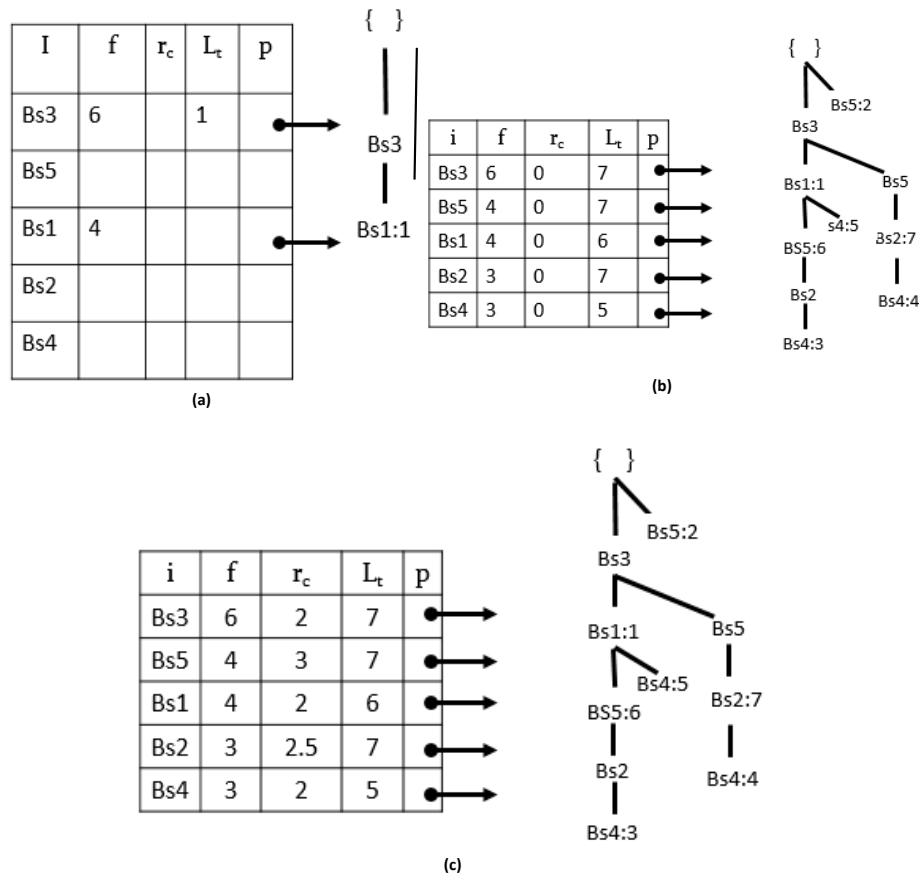 I f r_c L_t p
Bs3 6 1
Bs5
Bs1 4
Bs2
Bs4
{ }
Bs3
Bs1:1
(a)
i f r_c L_t p
Bs3 6 0 7
Bs5 4 0 7
Bs1 4 0 6
Bs2 3 0 7
Bs4 3 0 5
{ }
Bs5:2
Bs3
Bs1:1 Bs5
s4:5
BS5:6 Bs2:7
Bs2 Bs4:4
Bs4:3
(b)
i f r_c L_t p
Bs3 6 2 7
Bs5 4 3 7
Bs1 4 2 6
Bs2 3 2.5 7
Bs4 3 2 5
{ }
Bs5:2
Bs3
Bs1:1 Bs5
Bs4:5
BS5:6 Bs2:7
Bs2 Bs4:4
Bs4:3
(c)